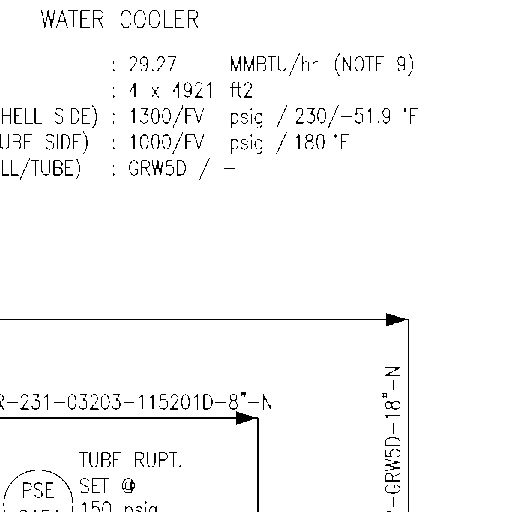 WATER COOLER
: 29.27 MMBTU/hr (NOTE 9)
: 4 x 4921 ft2
HELL SIDE) : 1300/FV psig / 230/-51.9 °F
UBE SIDE) : 1000/FV psig / 180 °F
LL/TUBE) : GRW5D / -
R-231-03203-115201D-8"-N
-GRW5D-18"-N
TUBE RUPT.
PSE SET @
150 psig